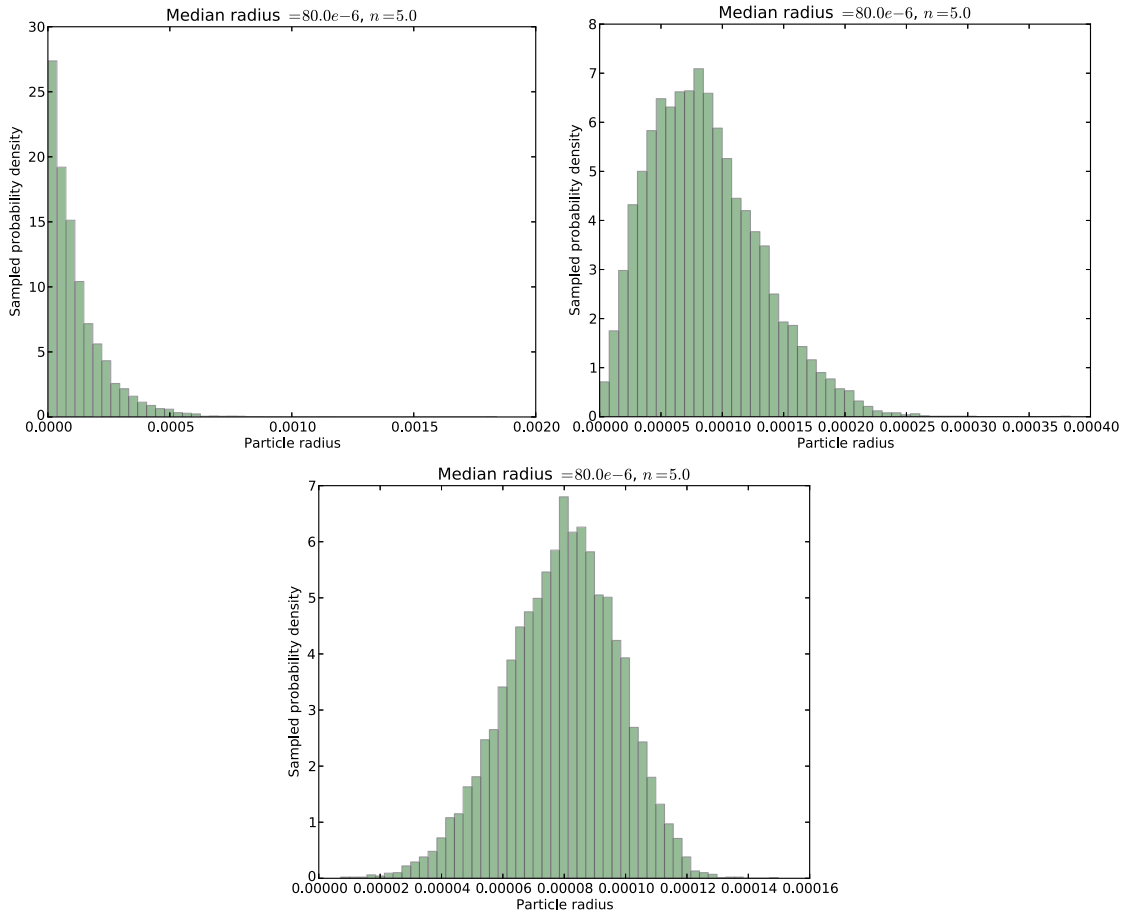 Median radius =80.0e−6, n=5.0
30
25
20
15
10
5
0
Sampled probability density
0.0000 0.0005 0.0010 0.0015 0.0020
Particle radius
Median radius =80.0e−6, n=5.0
8
7
6
5
4
3
2
1
0
Sampled probability density
0.00000 0.00005 0.00010 0.00015 0.00020 0.00025 0.00030 0.00035 0.00040
Particle radius
Median radius =80.0e−6, n=5.0
7
6
5
4
3
2
1
0
Sampled probability density
0.00000 0.00002 0.00004 0.00006 0.00008 0.00010 0.00012 0.00014 0.00016
Particle radius